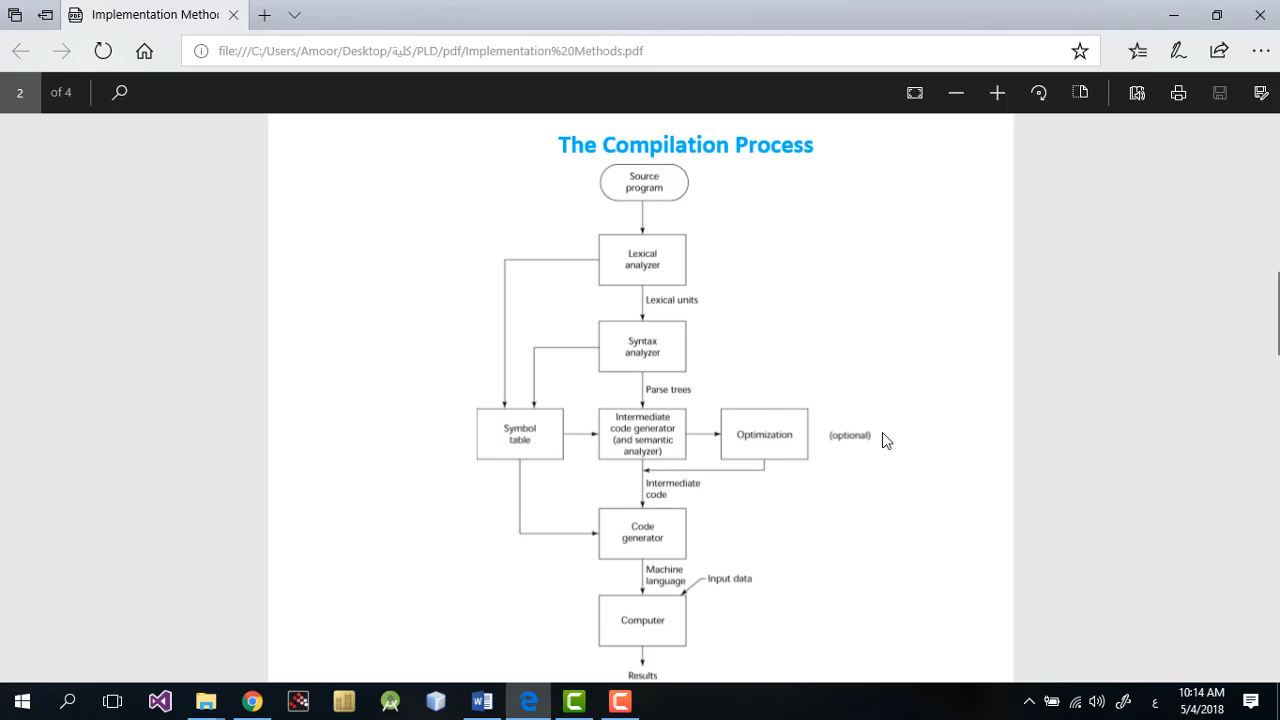 Implementation Methods.
file:///C:/Users/Amoor/Desktop/كلية/PLD/pdf/Implementation%20Methods.pdf
2 of 4
The Compilation Process
Source
program
Lexical
analyzer
Lexical units
Syntax
analyzer
Parse trees
Symbol
table
Intermediate
code generator
(and semantic
analyzer)
Optimization
(optional)
Intermediate
code
Code
generator
Machine
language
Input data
Computer
Results
ع
10:14 AM
5/4/2018